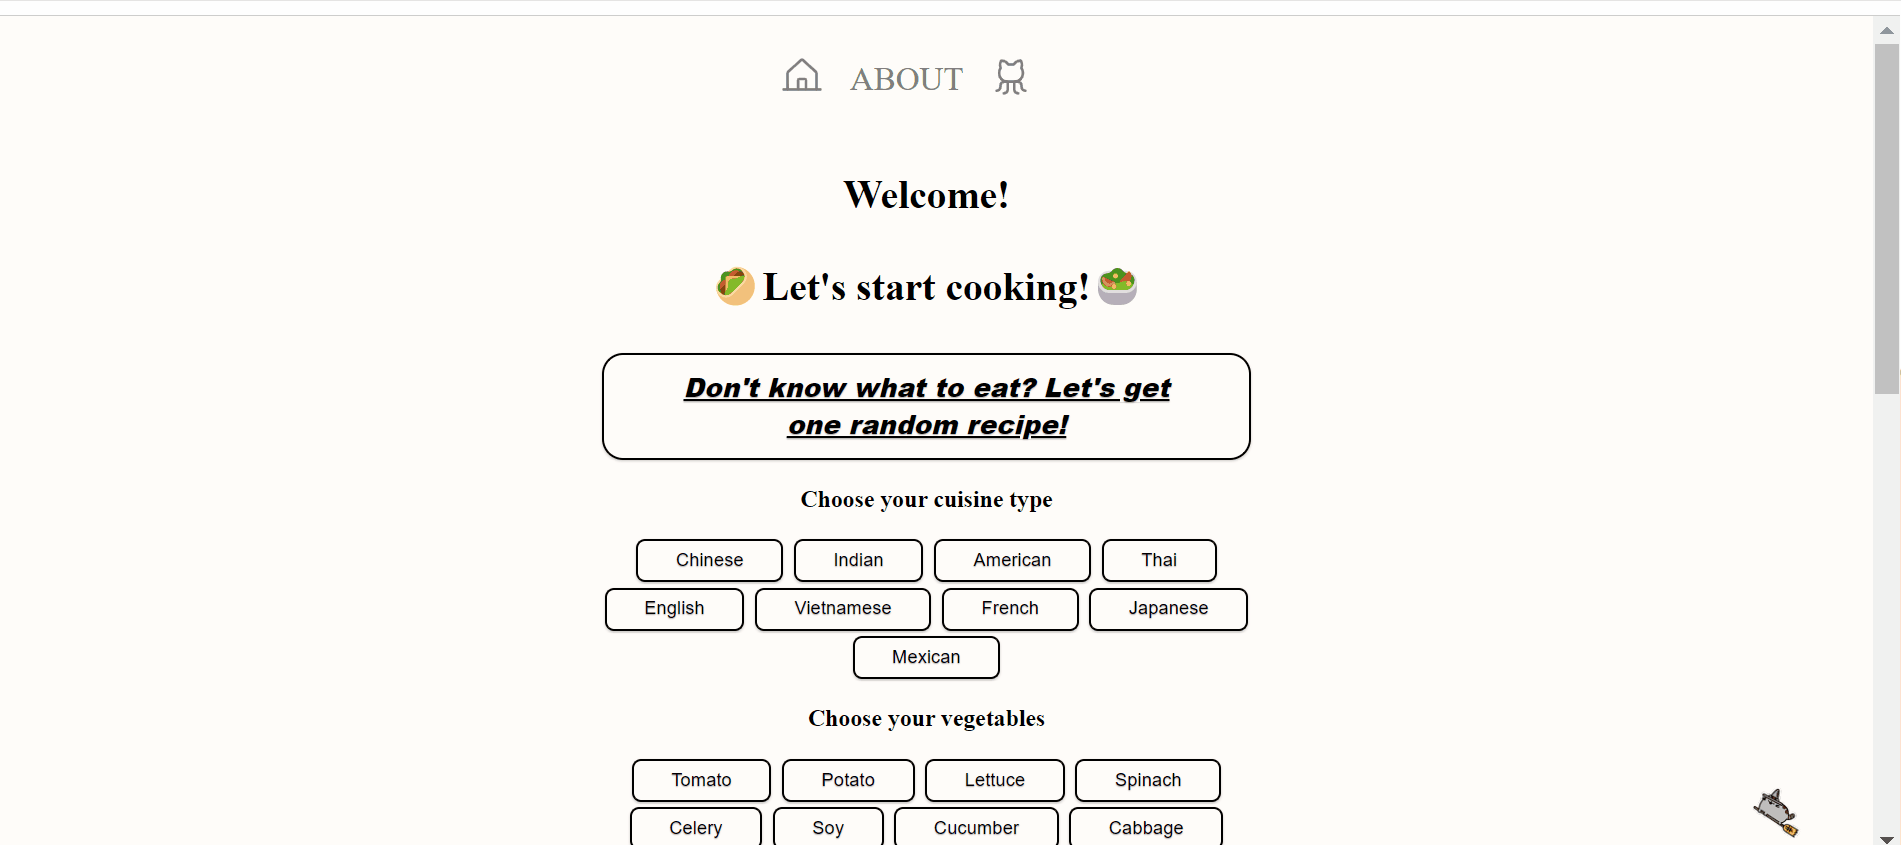 ABOUT
Welcome!
Let's start cooking!
Don't know what to eat? Let's get
one random recipe!
Choose your cuisine type
Chinese Indian American Thai
English Vietnamese French Japanese
Mexican
Choose your vegetables
Tomato Potato Lettuce Spinach
Celery Soy Cucumber Cabbage